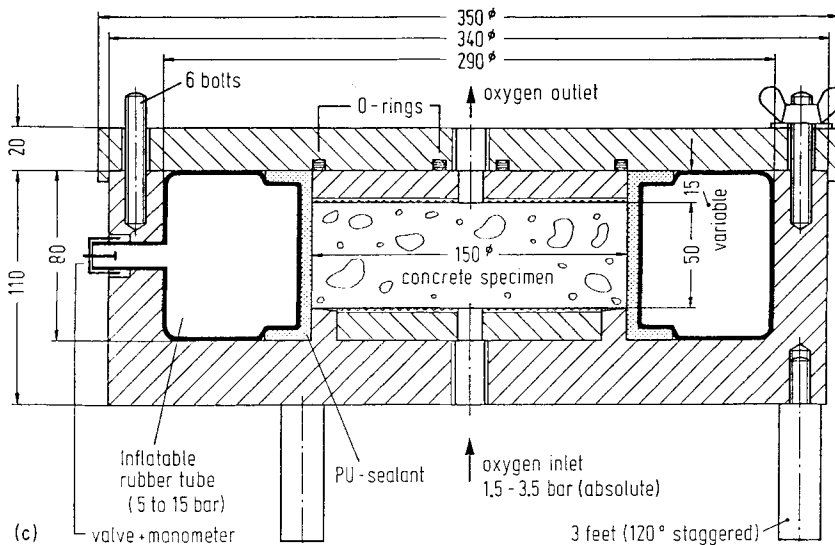 350 ø
340 ø
290 ø
6 bolts
O-rings
oxygen outlet
20
110
80
15
variable
50
150 ø
concrete specimen
Inflatable
rubber tube
(5 to 15 bar)
PU-sealant
oxygen inlet
1.5-3.5 bar (absolute)
(c)
valve + manometer
3 feet (120° staggered)